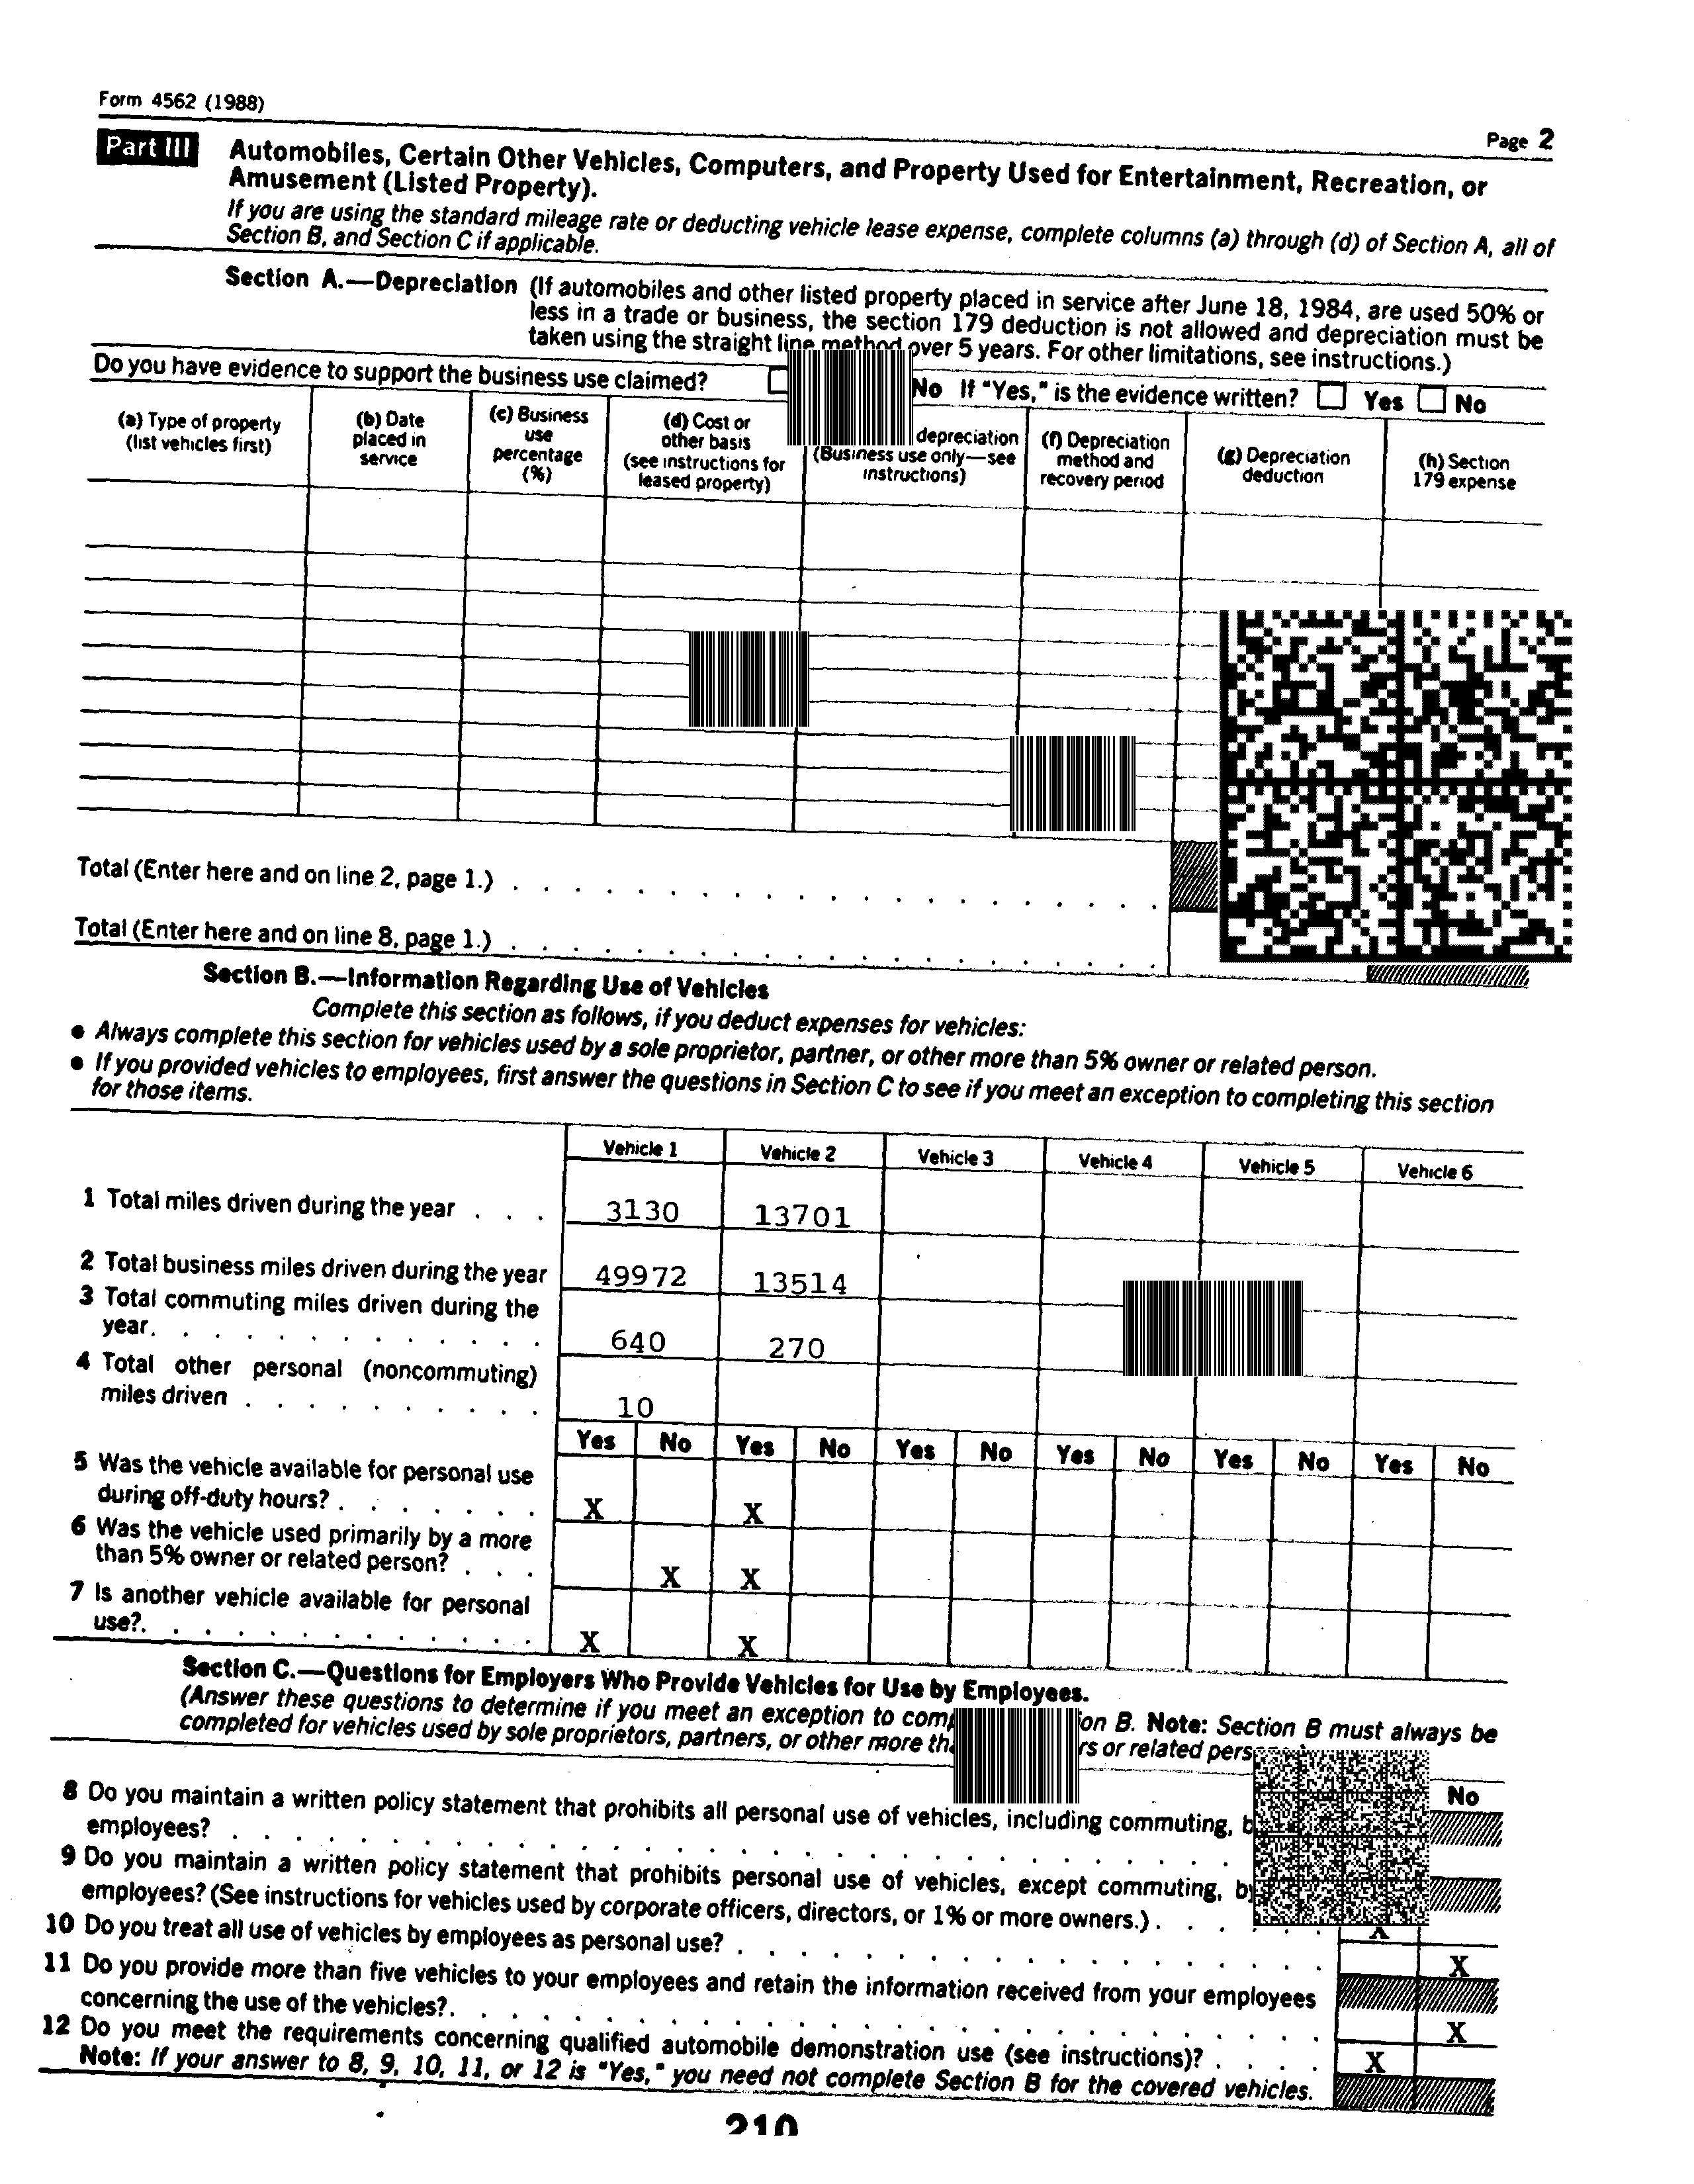 Form 4562 (1988)
Page 2
Part III Automobiles, Certain Other Vehicles, Computers, and Property Used for Entertainment, Recreation, or
Amusement (Listed Property).
If you are using the standard mileage rate or deducting vehicle lease expense, complete columns (a) through (d) of Section A, all of
Section B, and Section C if applicable.
Section A.—Depreciation (If automobiles and other listed property placed in service after June 18, 1984, are used 50% or
less in a trade or business, the section 179 deduction is not allowed and depreciation must be
taken using the straight line method over 5 years. For other limitations, see instructions.)
Do you have evidence to support the business use claimed? No If "Yes," is the evidence written? Yes No
(a) Type of property
(list vehicles first)
(b) Date
placed in
service
(c) Business
use
percentage
(%)
(d) Cost or
other basis
(see instructions for
leased property)
depreciation
(Business use only—see
instructions)
(f) Depreciation
method and
recovery period
(g) Depreciation
deduction
(h) Section
179 expense
Total (Enter here and on line 2, page 1.) . . . . . . . . . . . . . . . . . . . . .
Total (Enter here and on line 8, page 1.) . . . . . . . . . . . . . . . . . . . . .
Section B.—Information Regarding Use of Vehicles
Complete this section as follows, if you deduct expenses for vehicles:
● Always complete this section for vehicles used by a sole proprietor, partner, or other more than 5% owner or related person.
● If you provided vehicles to employees, first answer the questions in Section C to see if you meet an exception to completing this section
for those items.
Vehicle 1 Vehicle 2 Vehicle 3 Vehicle 4 Vehicle 5 Vehicle 6
1 Total miles driven during the year . . . 3130 13701
2 Total business miles driven during the year 49972 13514
3 Total commuting miles driven during the
year. . . . . . . . . . . . . 640 270
4 Total other personal (noncommuting)
miles driven . . . . . . . . . . 10
Yes No Yes No Yes No Yes No Yes No Yes No
5 Was the vehicle available for personal use
during off-duty hours? . . . . . . . X X
6 Was the vehicle used primarily by a more
than 5% owner or related person? . . . X X
7 Is another vehicle available for personal
use?. . . . . . . . . . . . . X X
Section C.—Questions for Employers Who Provide Vehicles for Use by Employees.
(Answer these questions to determine if you meet an exception to B. Note: Section B must always be
completed for vehicles used by sole proprietors, partners, or other more or related
No
8 Do you maintain a written policy statement that prohibits all personal use of vehicles, including commuting,
employees? . . . . . . . . . . . . . . . . . . . . . . . . . . . . . .
9 Do you maintain a written policy statement that prohibits personal use of vehicles, except commuting, by
employees? (See instructions for vehicles used by corporate officers, directors, or 1% or more owners.) . . . . X
10 Do you treat all use of vehicles by employees as personal use? . . . . . . . . . . . . . . . . . . X
11 Do you provide more than five vehicles to your employees and retain the information received from your employees
concerning the use of the vehicles?. . . . . . . . . . . . . . . . . . . . . . . . . . . X
12 Do you meet the requirements concerning qualified automobile demonstration use (see instructions)? . . . . X
Note: If your answer to 8, 9, 10, 11, or 12 is "Yes," you need not complete Section B for the covered vehicles.
210